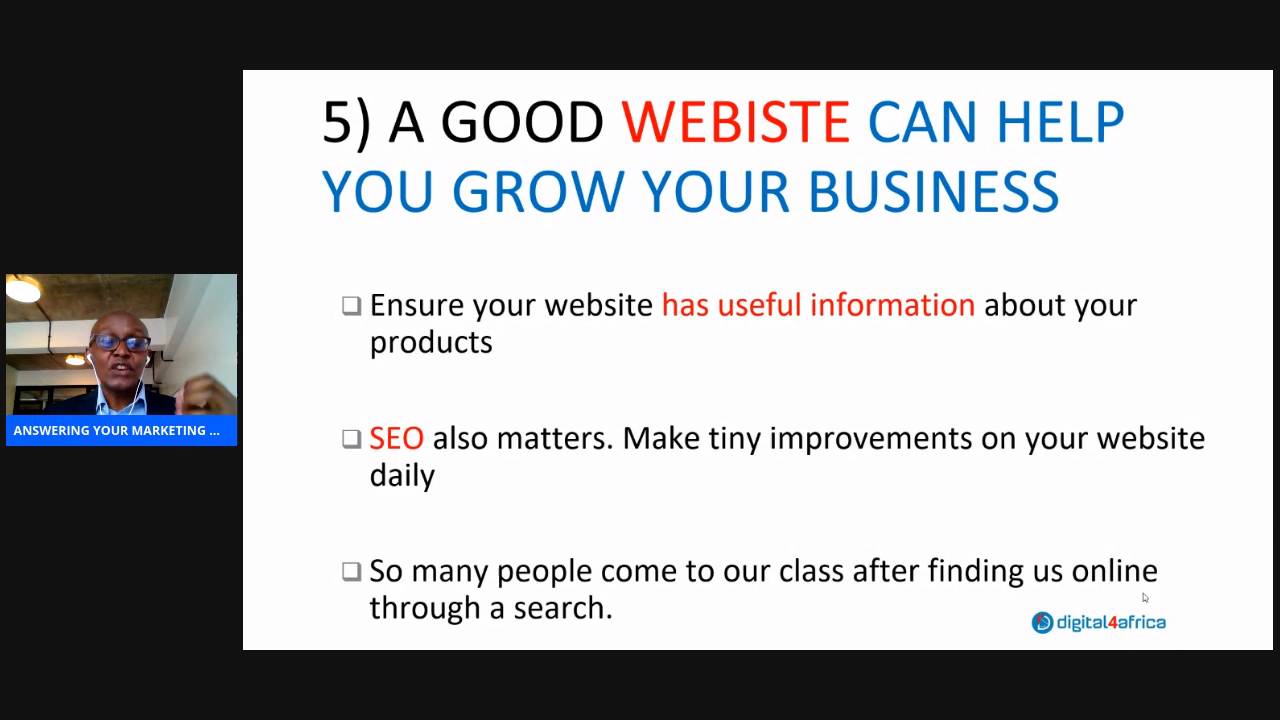 5) A GOOD WEBISTE CAN HELP
YOU GROW YOUR BUSINESS
❑ Ensure your website has useful information about your
products
❑ SEO also matters. Make tiny improvements on your website
daily
❑ So many people come to our class after finding us online
through a search.
digital4africa
ANSWERING YOUR MARKETING ...